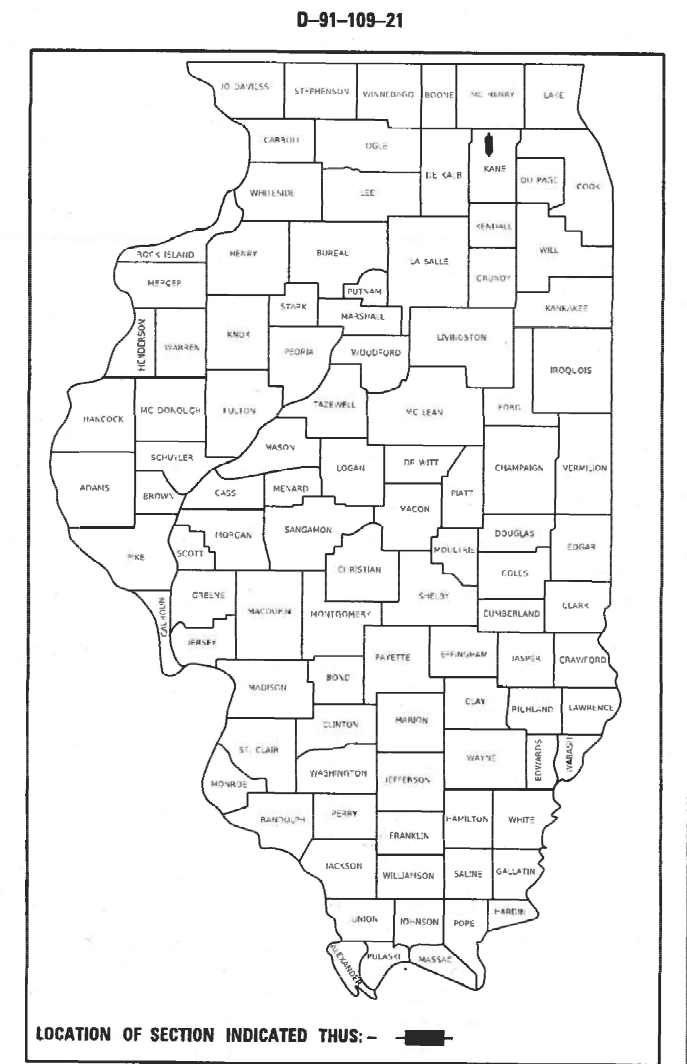 D-91-109-21
JO DAVIESS STEPHENSON WINNEBAGO BOONE MC HENRY LAKE
CARROLL OGLE
DE KALB KANE DU PAGE COOK
WHITESIDE LEE
KENDALL
ROCK ISLAND HENRY BUREAU LA SALLE WILL
MERCER PUTNAM GRUNDY
STARK MARSHALL KANKAKEE
HENDERSON WARREN KNOX PEORIA WOODFORD LIVINGSTON
IROQUOIS
HANCOCK MC DONOUGH FULTON TAZEWELL MC LEAN FORD
MASON
SCHUYLER LOGAN DE WITT CHAMPAIGN VERMILION
ADAMS BROWN CASS MENARD PIATT
MACON
MORGAN SANGAMON DOUGLAS
PIKE SCOTT MOULTRIE EDGAR
CHRISTIAN COLES
GREENE MACOUPIN MONTGOMERY SHELBY CLARK
CALHOUN CUMBERLAND
JERSEY FAYETTE EFFINGHAM JASPER CRAWFORD
MADISON BOND
CLAY RICHLAND LAWRENCE
CLINTON MARION
ST. CLAIR WAYNE EDWARDS WABASH
MONROE WASHINGTON JEFFERSON
RANDOLPH PERRY HAMILTON WHITE
FRANKLIN
JACKSON WILLIAMSON SALINE GALLATIN
UNION JOHNSON POPE HARDIN
ALEXANDER PULASKI MASSAC
LOCATION OF SECTION INDICATED THUS: -